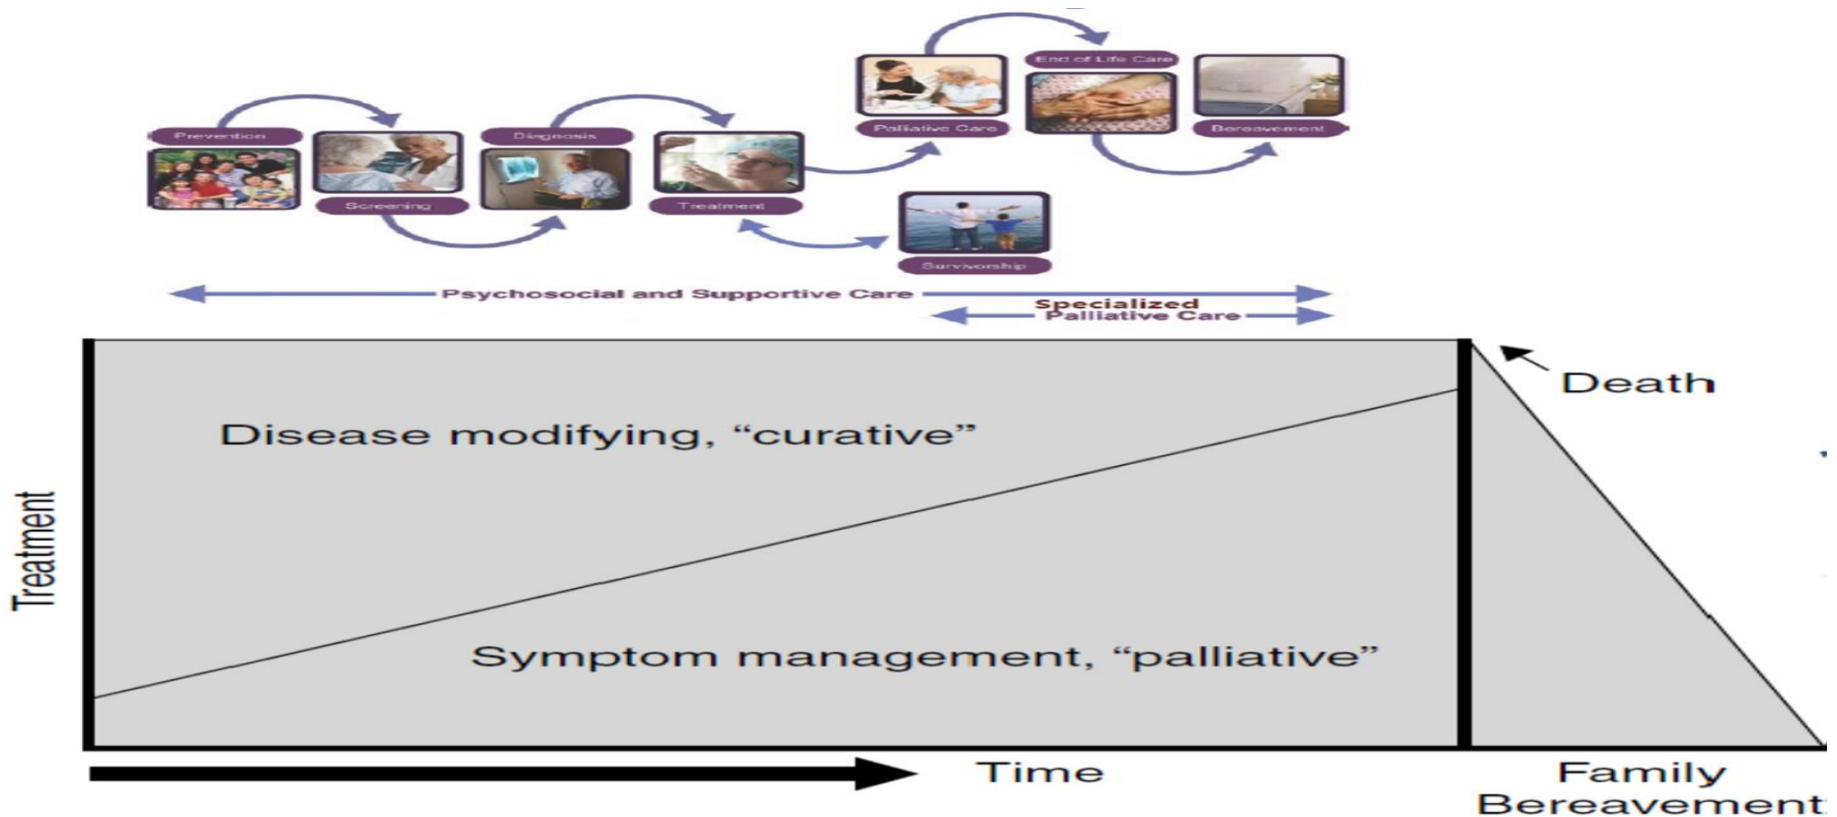 Prevention
Screening
Diagnosis
Treatment
Palliative Care
End of Life Care
Bereavement
Survivorship
Psychosocial and Supportive Care
Specialized
Palliative Care
Death
Disease modifying, “curative”
Symptom management, “palliative”
Treatment
Time
Family
Bereavement